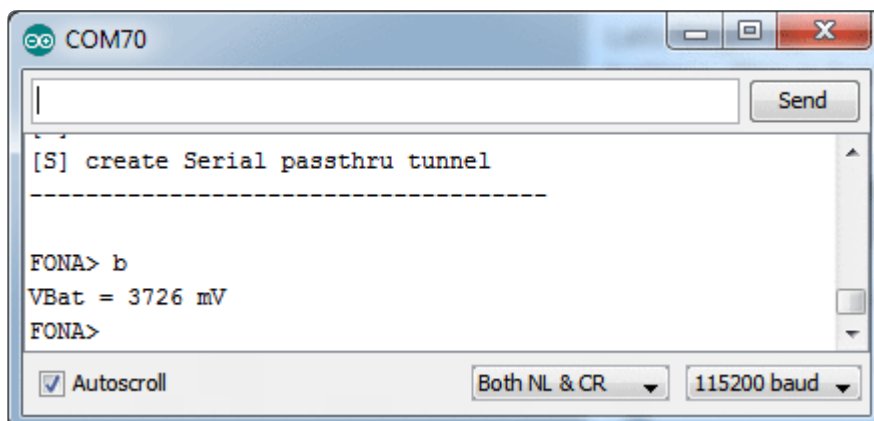 COM70
Send
[S] create Serial passthru tunnel
-------------------------------------
FONA> b
VBat = 3726 mV
FONA>
Autoscroll
Both NL & CR
115200 baud